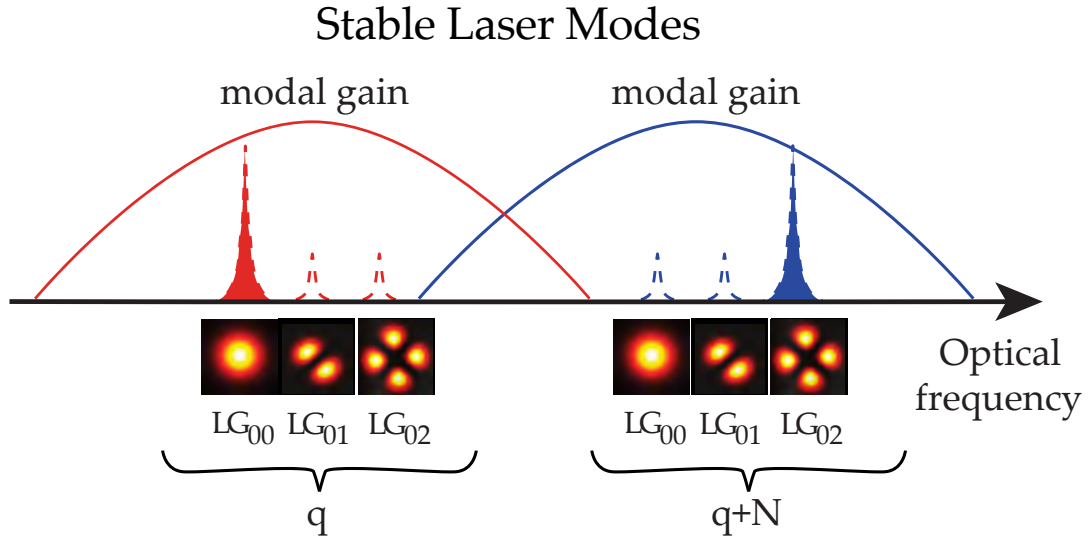 Stable Laser Modes
modal gain
modal gain
LG00 LG01 LG02
LG00 LG01 LG02
Optical
frequency
q
q+N